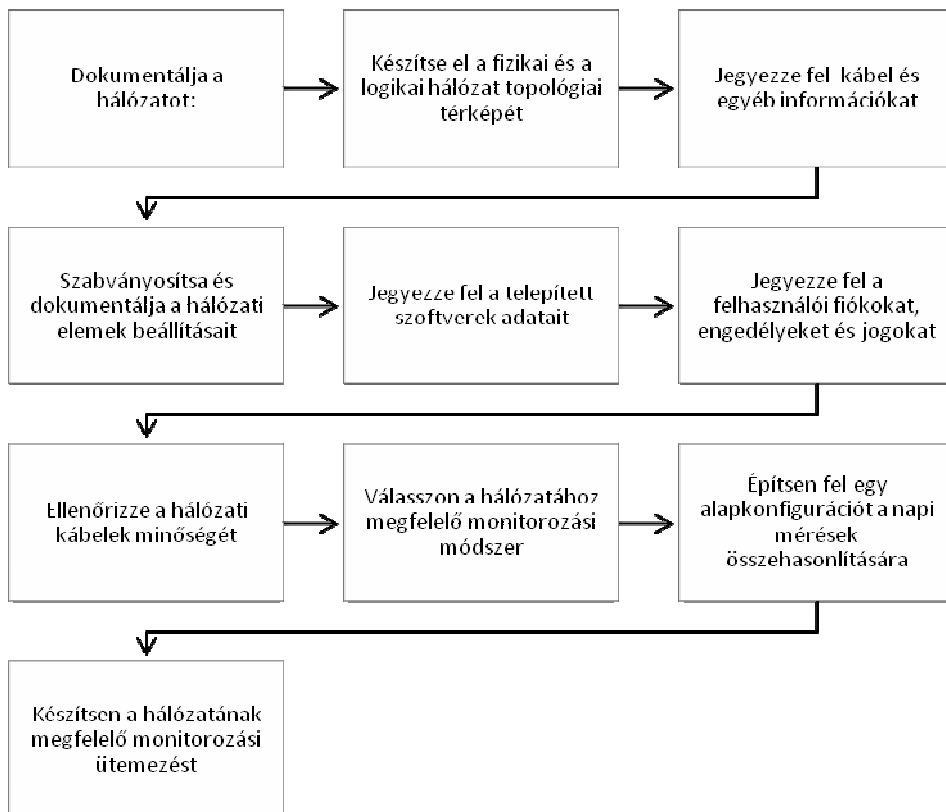 Dokumentálja a
hálózatot:
Készítse el a fizikai és a
logikai hálózat topológiai
térképét
Jegyezze fel kábel és
egyéb információkat
Szabványosítsa és
dokumentálja a hálózati
elemek beállításait
Jegyezze fel a telepített
szoftverek adatait
Jegyezze fel a
felhasználói fiókokat,
engedélyeket és jogokat
Ellenőrizze a hálózati
kábelek minőségét
Válasszon a hálózatához
megfelelő monitorozási
módszer
Építsen fel egy
alapkonfigurációt a napi
mérések
összehasonlítására
Készítsen a hálózatának
megfelelő monitorozási
ütemezést